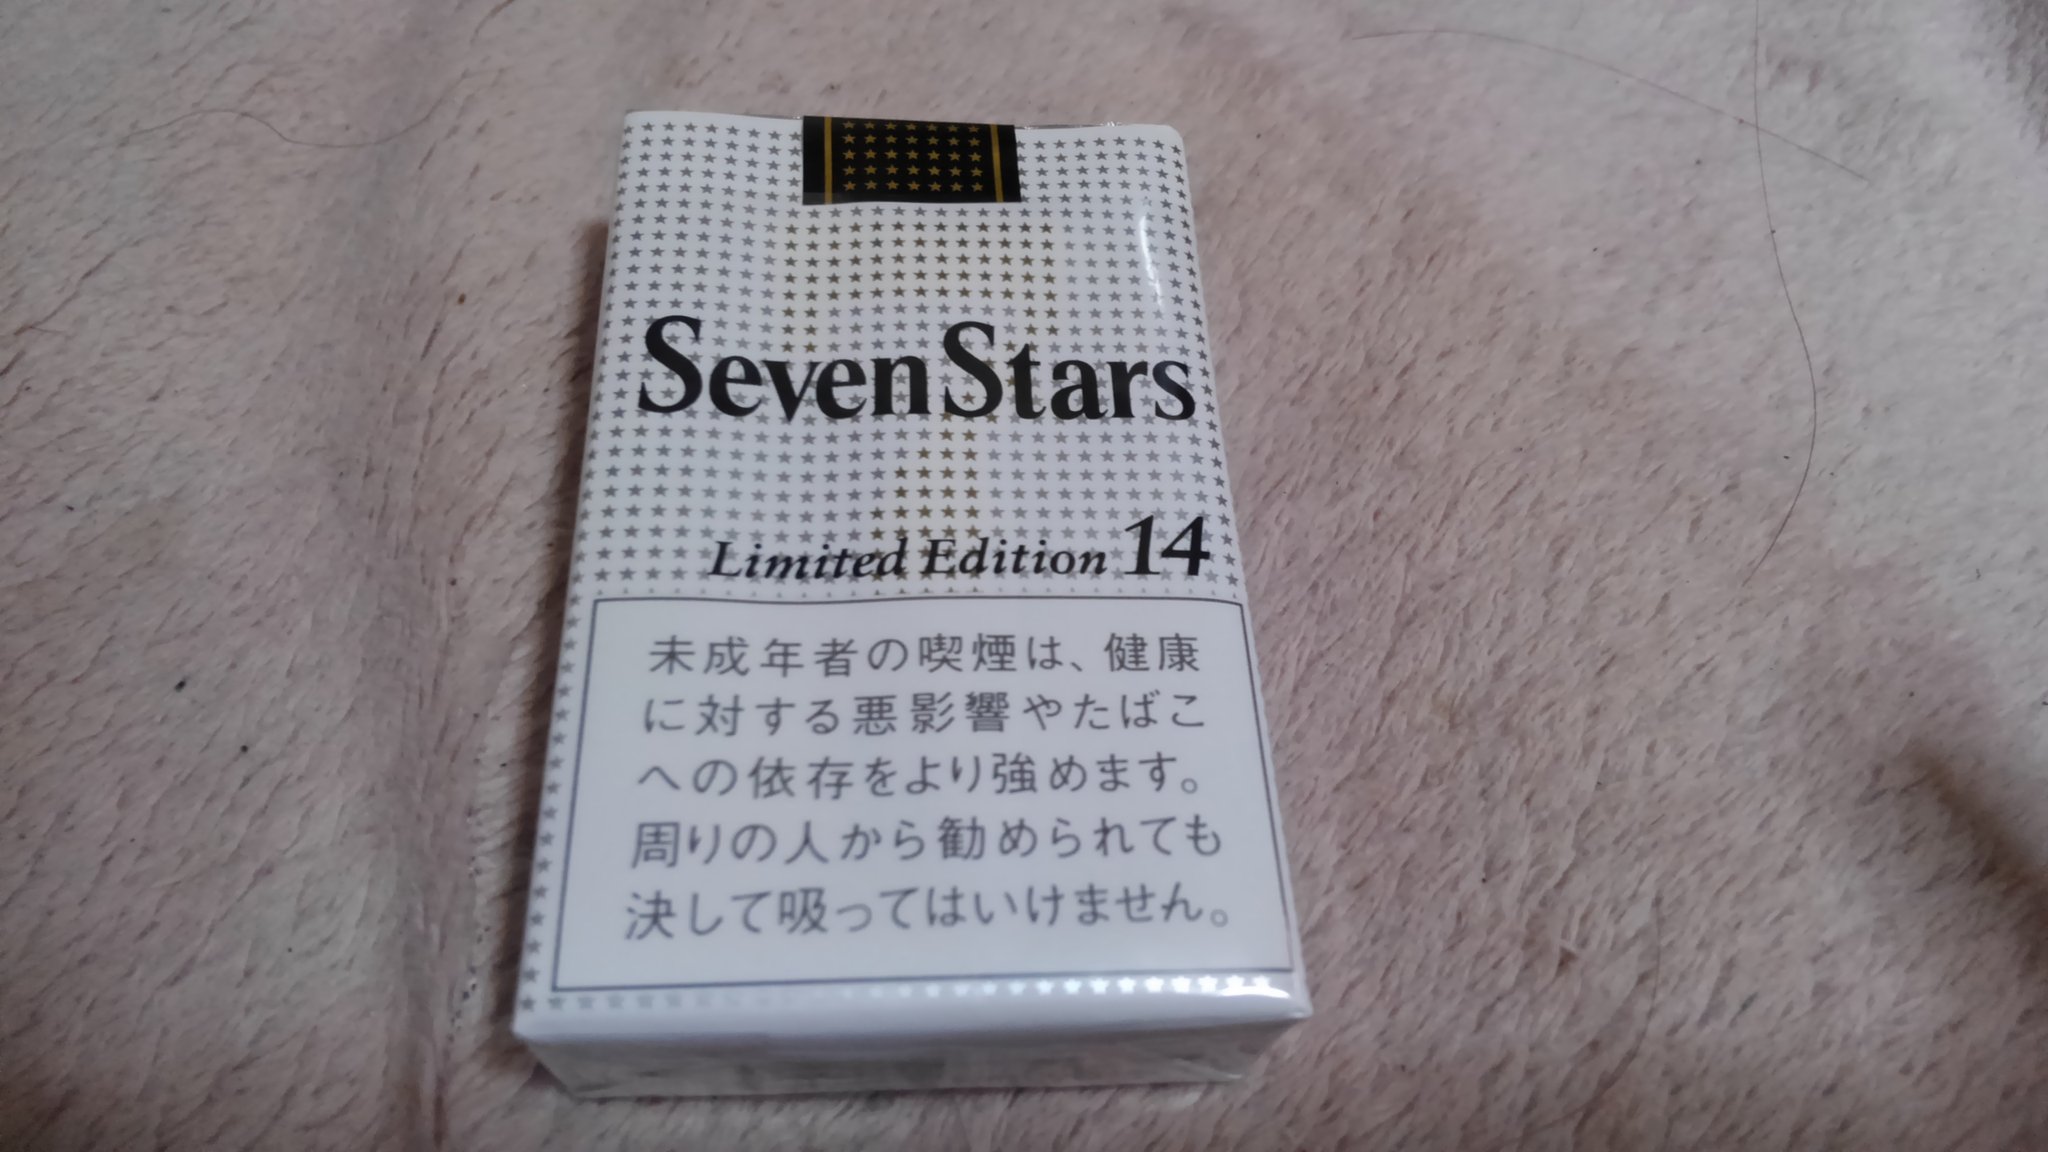 Seven Stars
Limited Edition 14
未成年者の喫煙は、健康
に対する悪影響やたばこ
への依存をより強めます。
周りの人から勧められても
決して吸ってはいけません。